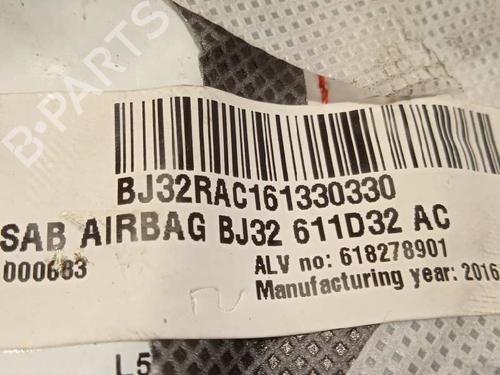 B-PARTS
BJ32RAC161330330
SAB AIRBAG BJ32 611D32 AC
000683
ALV no: 618278901
Manufacturing year: 2016
L5